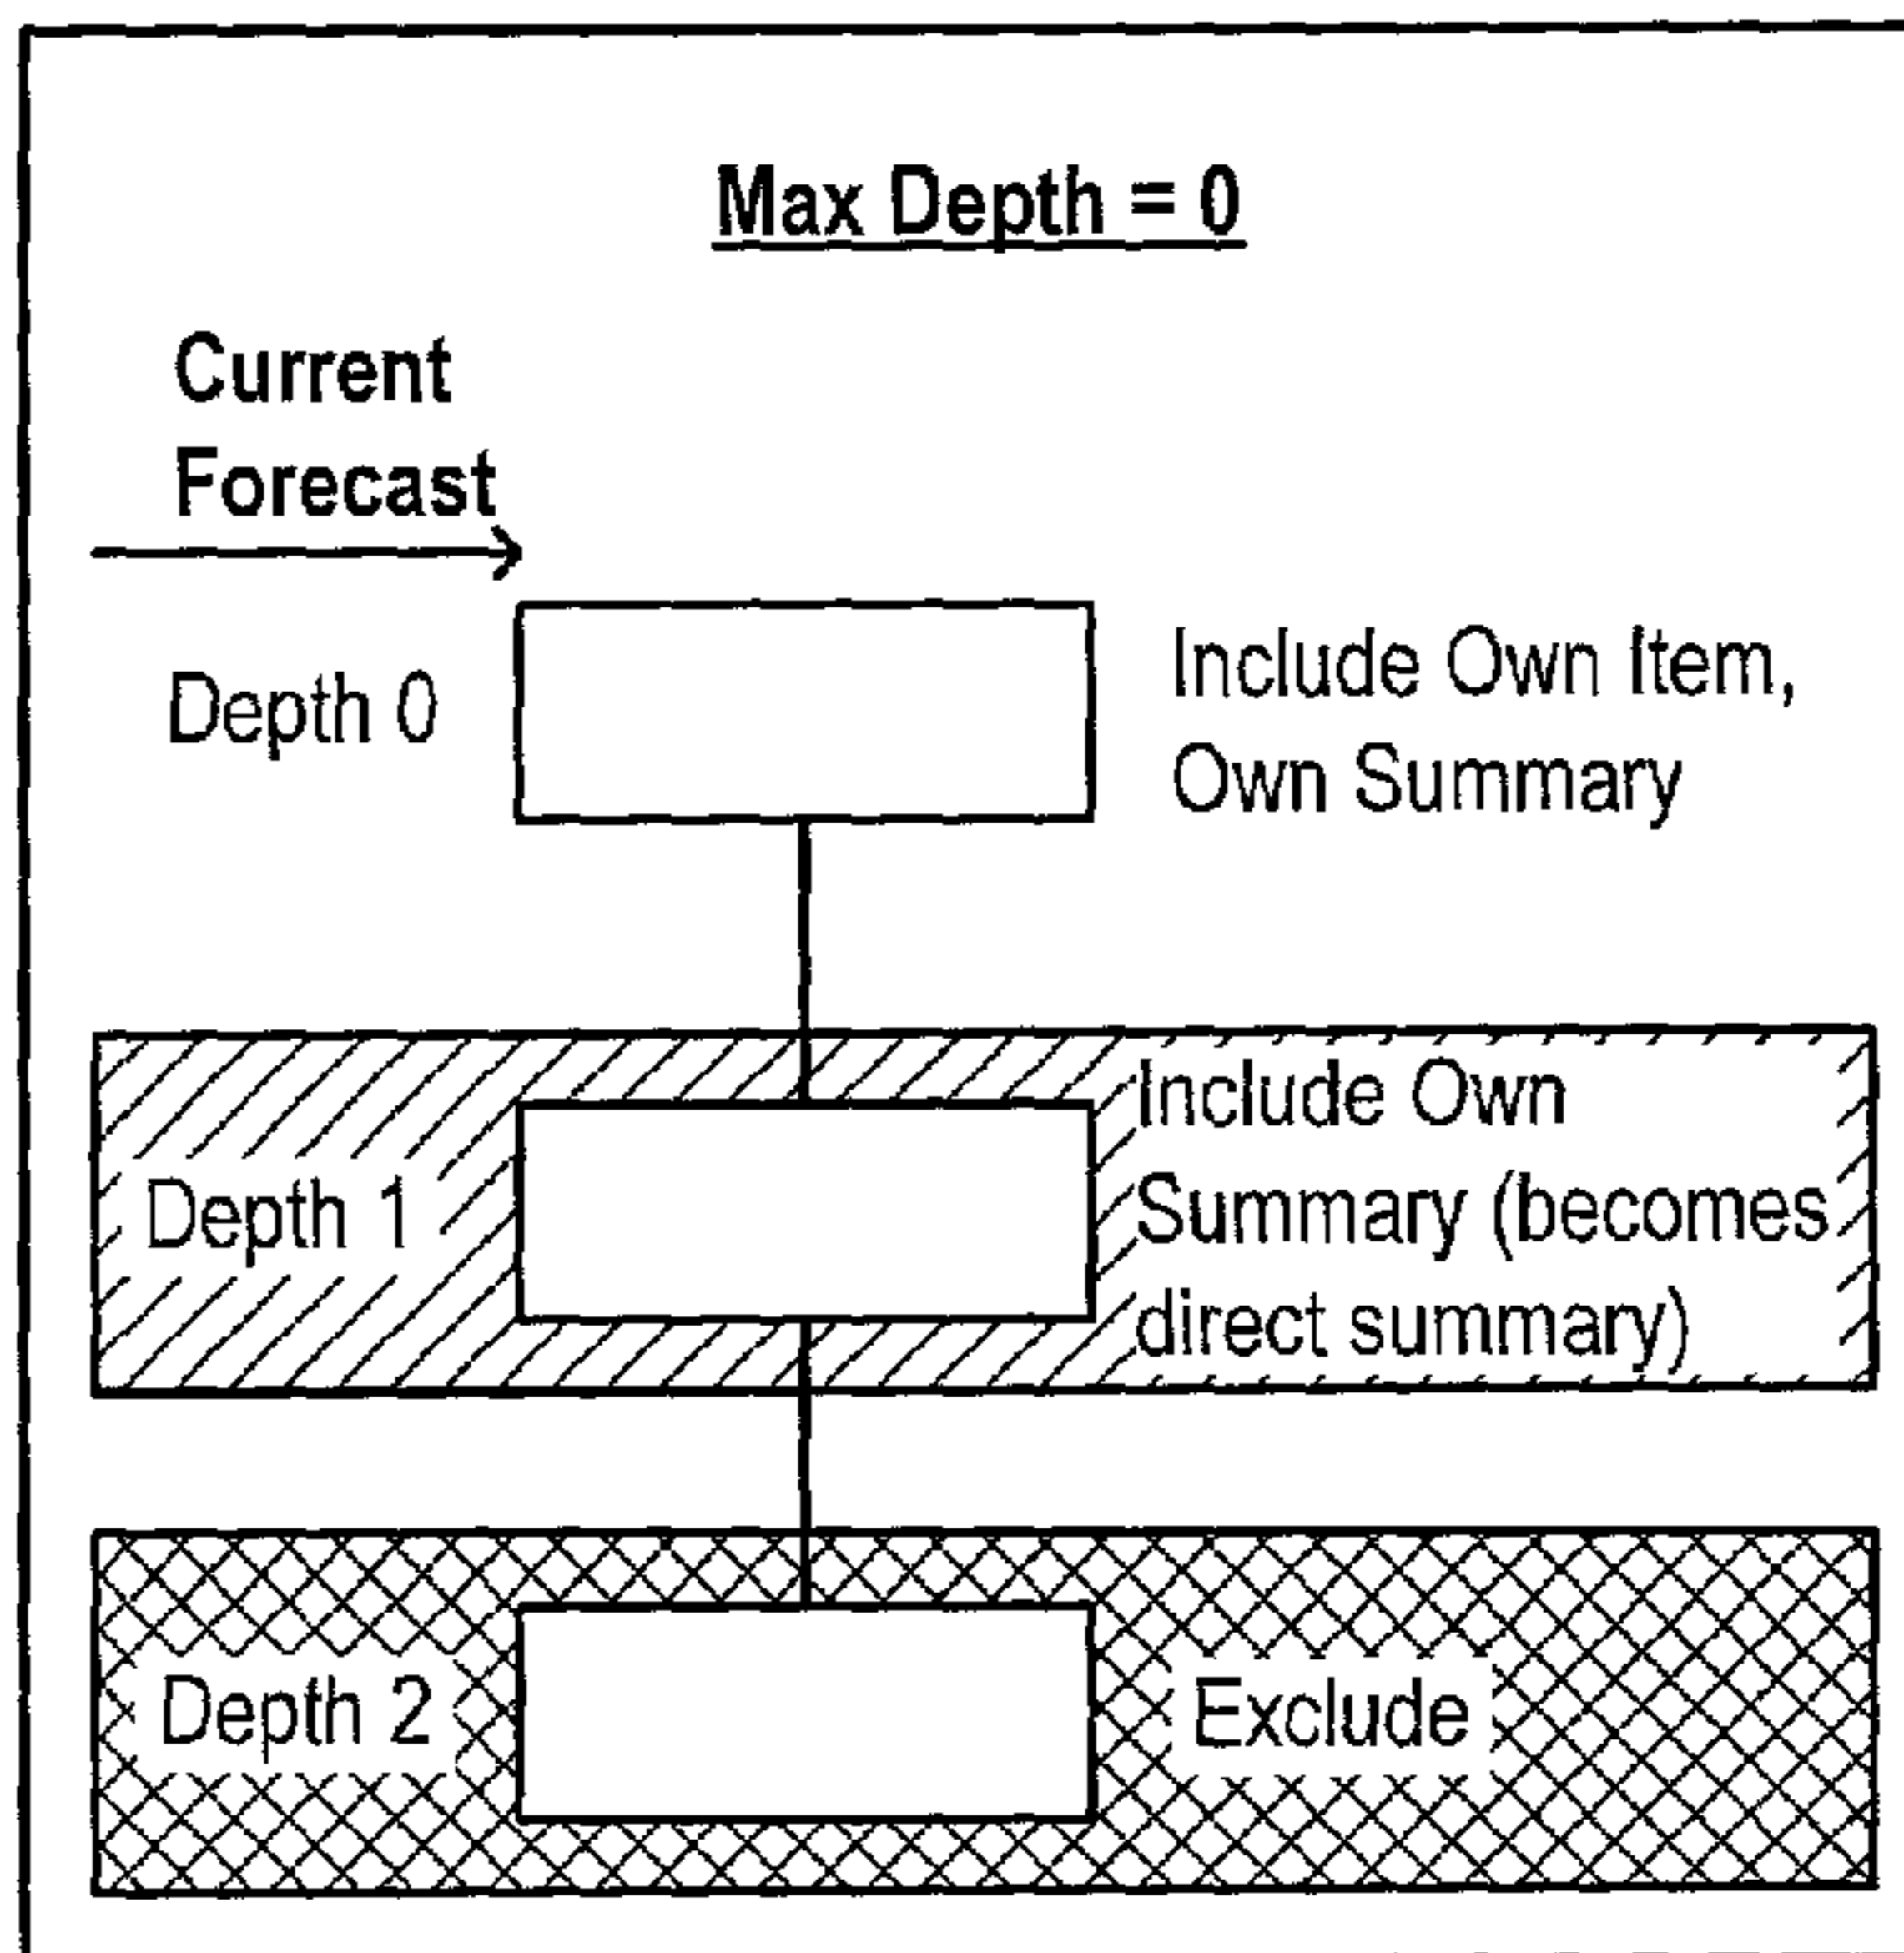 Max Depth = 0
Current
Forecast
Depth 0
Include Own Item,
Own Summary
Depth 1
Include Own
Summary (becomes
direct summary)
Depth 2
Exclude